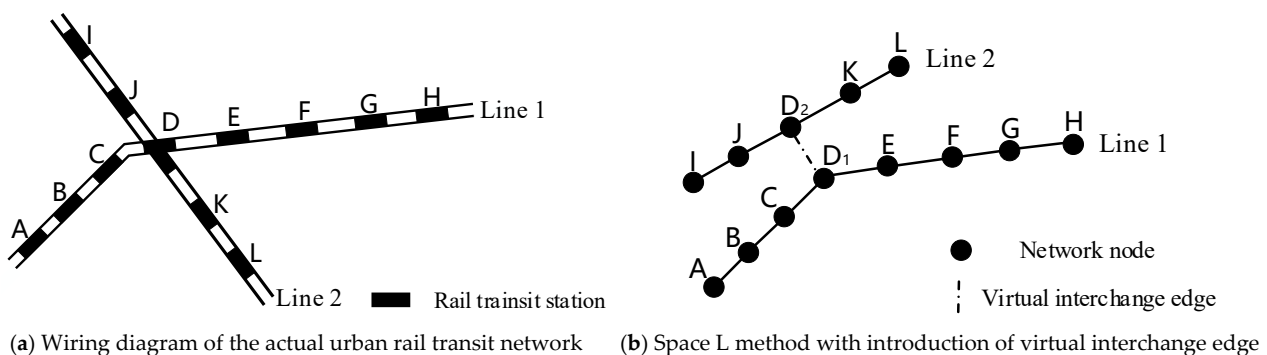 I
J
D
E
F
G
H
Line 1
C
B
A
K
L
Line 2
Rail trainsit station
(a) Wiring diagram of the actual urban rail transit network
L
Line 2
K
D₂
J
I
D₁
E
F
G
H
Line 1
C
B
A
Network node
Virtual interchange edge
(b) Space L method with introduction of virtual interchange edge